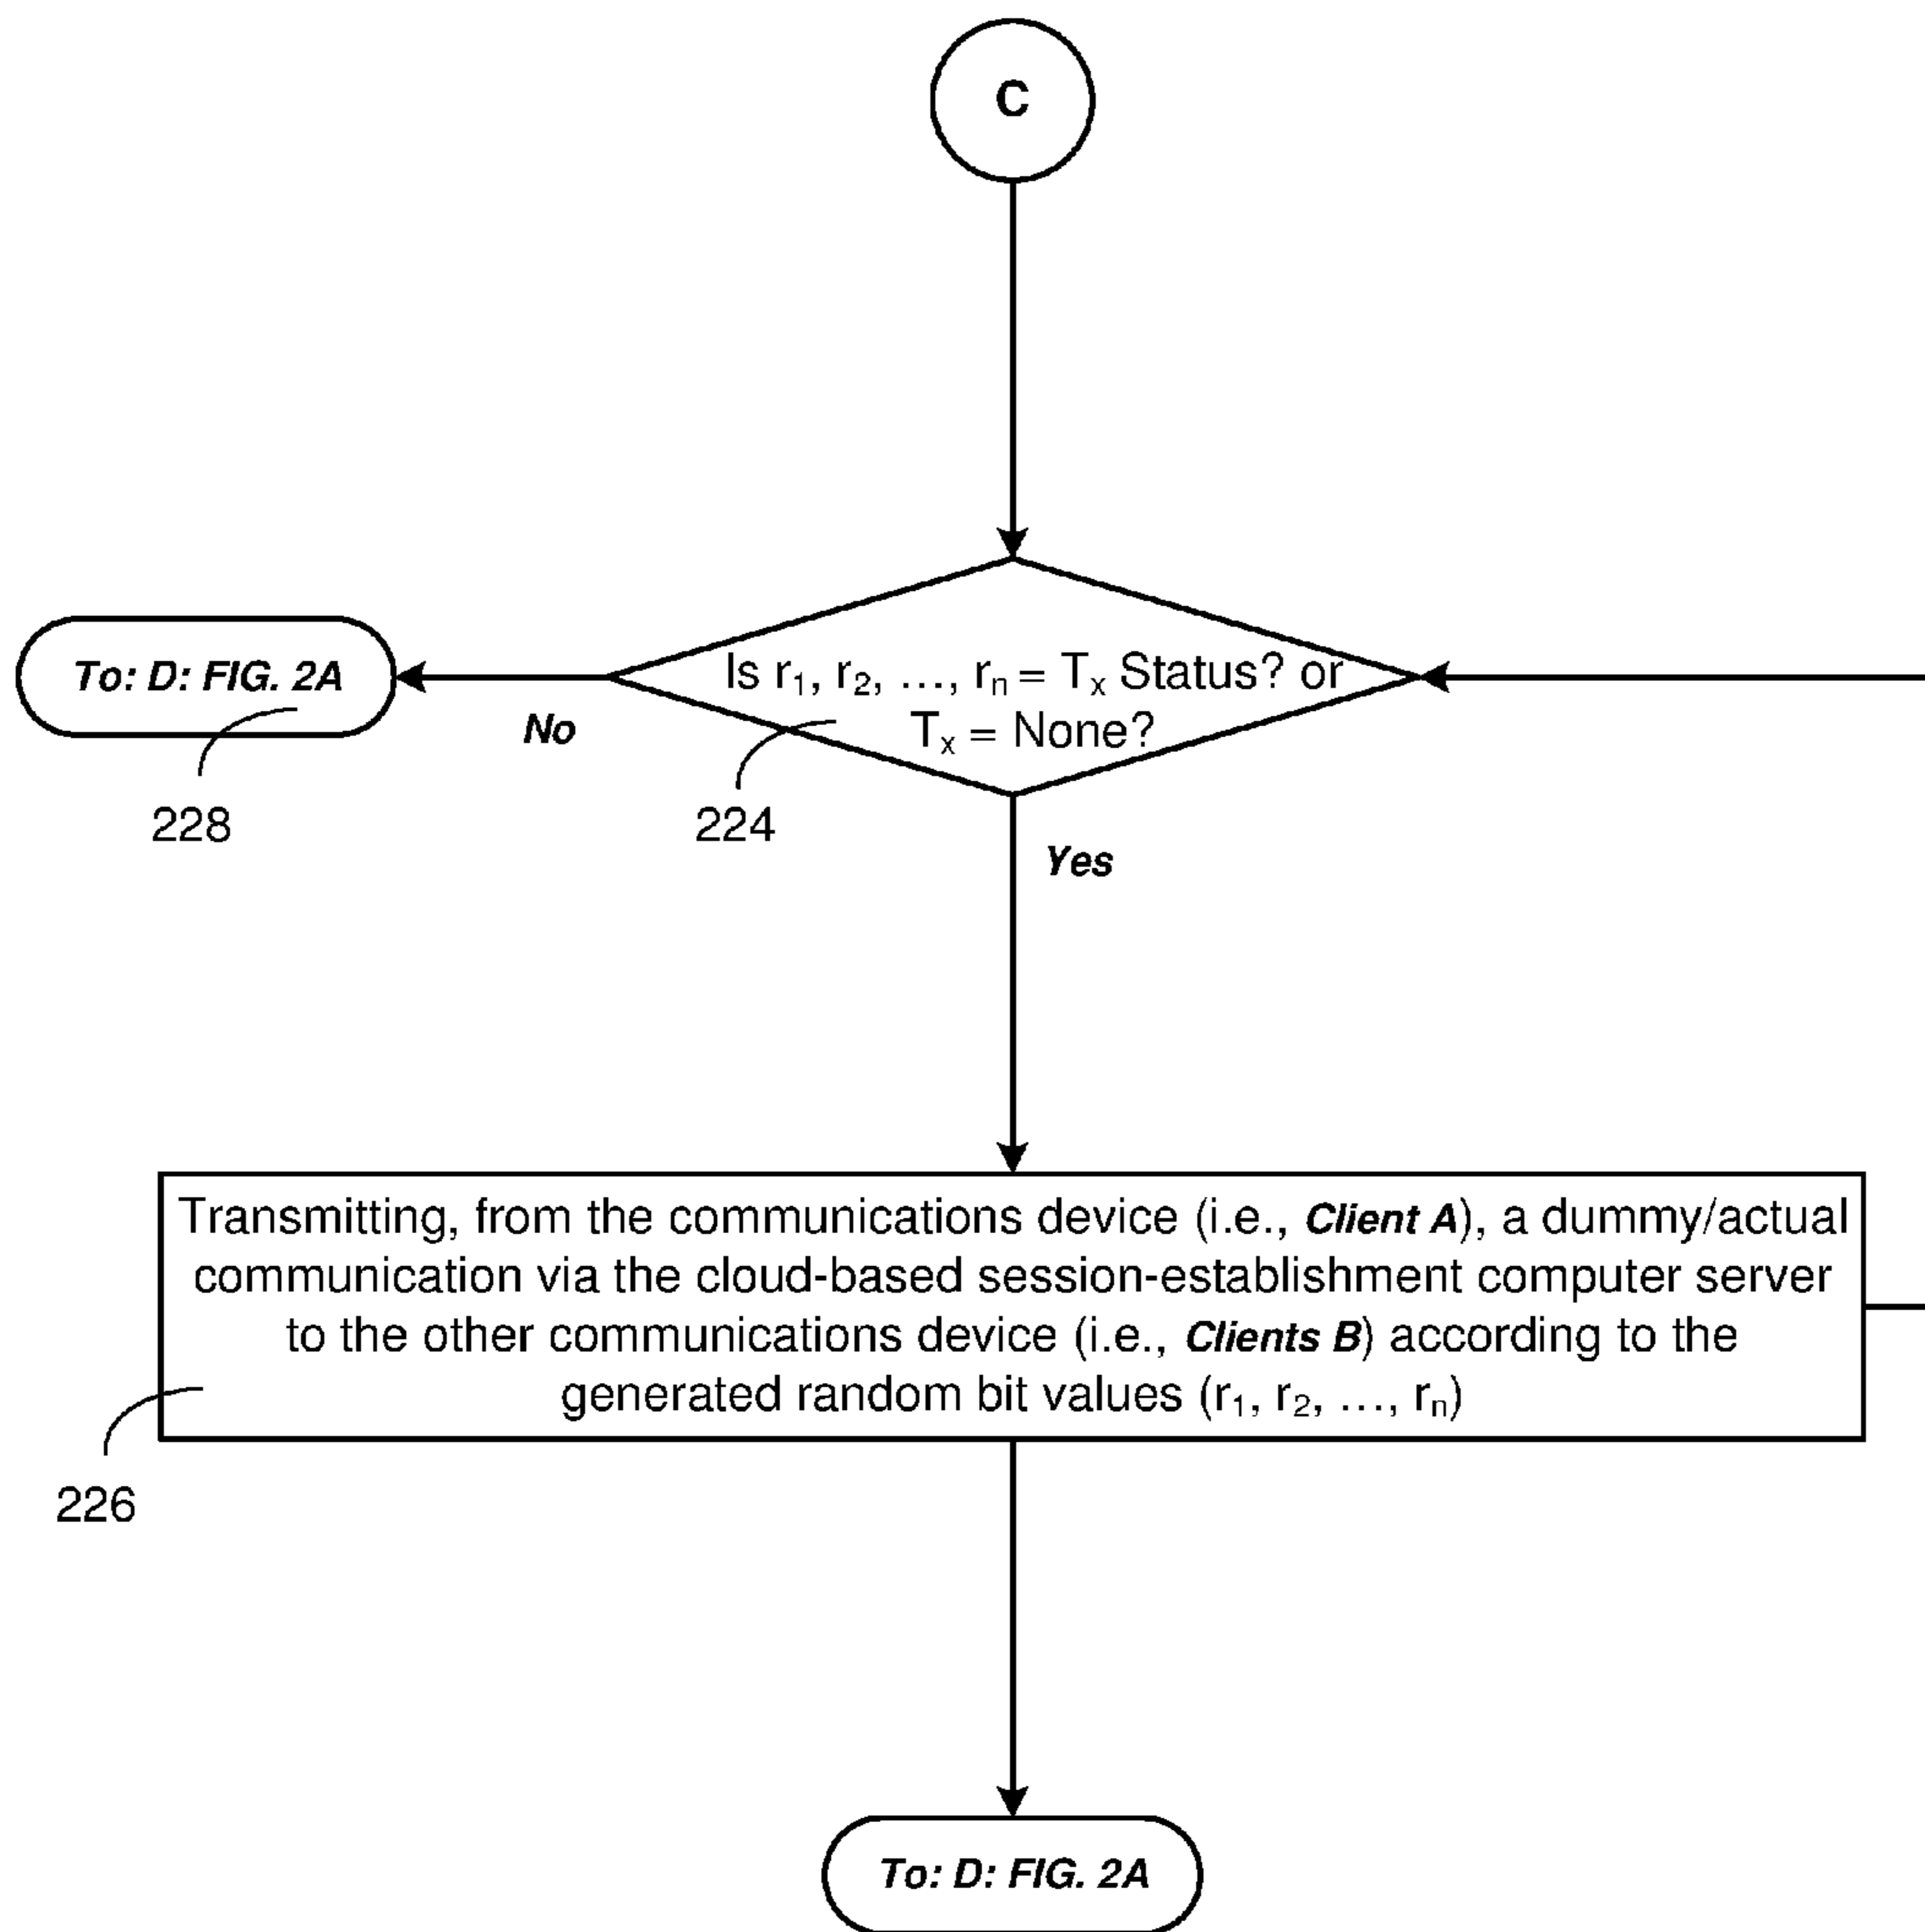 C
Is r₁, r₂, ..., rₙ = Tₓ Status? or
Tₓ = None?
To: D: FIG. 2A
No
228
224
Yes
Transmitting, from the communications device (i.e., Client A), a dummy/actual
communication via the cloud-based session-establishment computer server
to the other communications device (i.e., Clients B) according to the
generated random bit values (r₁, r₂, ..., rₙ)
226
To: D: FIG. 2A